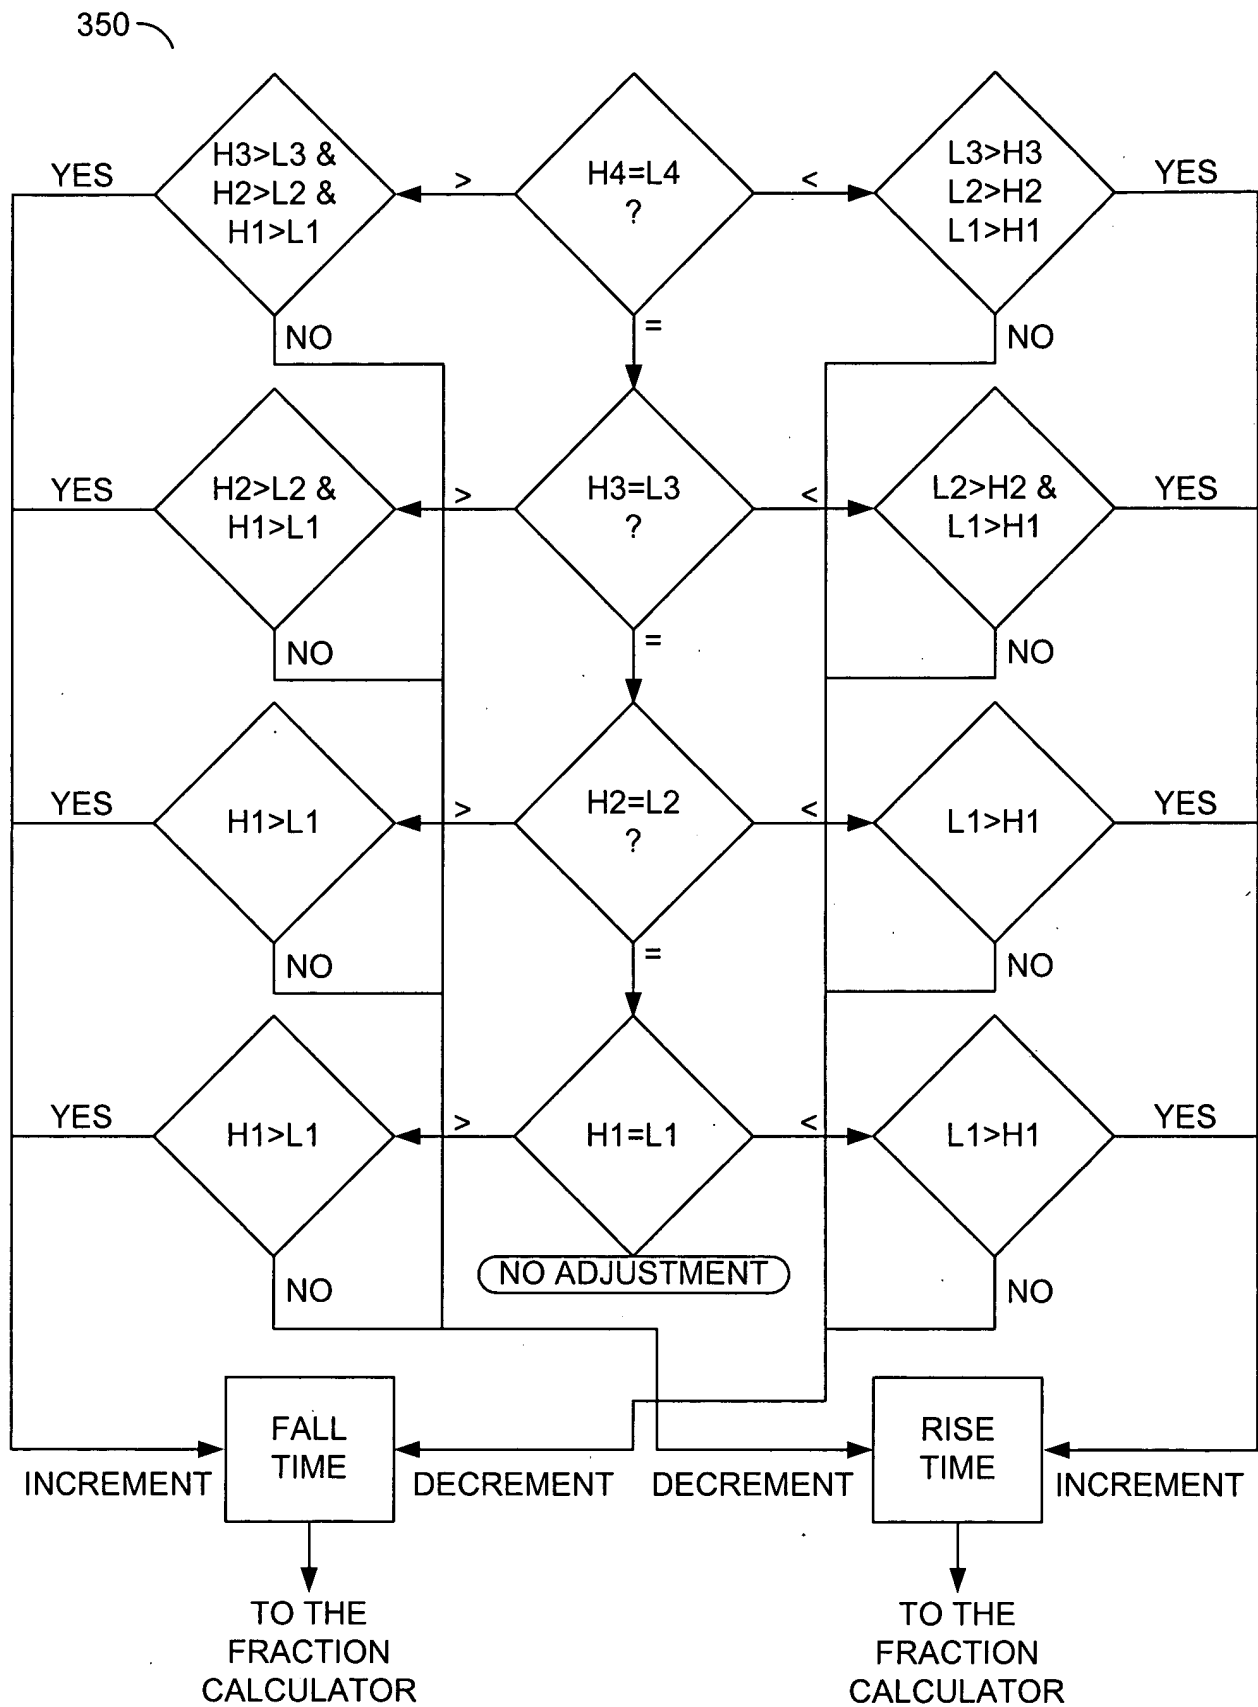 350
H3>L3 &
H2>L2 &
H1>L1
H4=L4
?
L3>H3
L2>H2
L1>H1
YES
>
<
YES
NO
=
NO
H2>L2 &
H1>L1
H3=L3
?
L2>H2 &
L1>H1
YES
>
<
YES
NO
=
NO
H1>L1
H2=L2
?
L1>H1
YES
>
<
YES
NO
=
NO
H1>L1
H1=L1
L1>H1
YES
>
<
YES
NO
NO ADJUSTMENT
NO
FALL
TIME
RISE
TIME
INCREMENT
DECREMENT
DECREMENT
INCREMENT
TO THE
FRACTION
CALCULATOR
TO THE
FRACTION
CALCULATOR